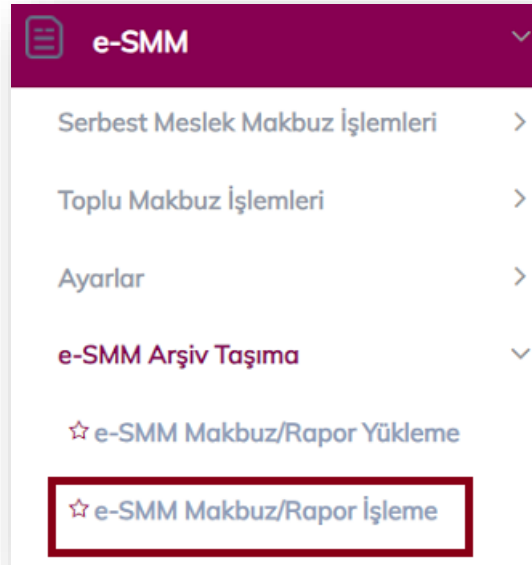 e-SMM
Serbest Meslek Makbuz İşlemleri
Toplu Makbuz İşlemleri
Ayarlar
e-SMM Arşiv Taşıma
e-SMM Makbuz/Rapor Yükleme
e-SMM Makbuz/Rapor İşleme